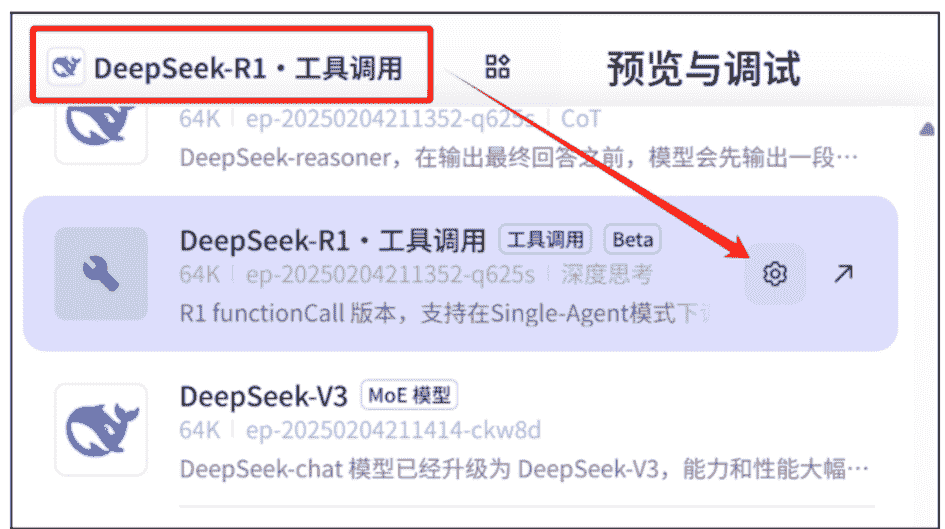 DeepSeek-R1·工具调用
预览与调试
64K | ep-20250204211352-q625s | CoT
DeepSeek-reasoner，在输出最终回答之前，模型会先输出一段…
DeepSeek-R1·工具调用 工具调用 Beta
64K | ep-20250204211352-q625s | 深度思考
R1 functionCall 版本，支持在Single-Agent模式下
DeepSeek-V3 MoE 模型
64K | ep-20250204211414-ckw8d
DeepSeek-chat 模型已经升级为 DeepSeek-V3，能力和性能大幅…